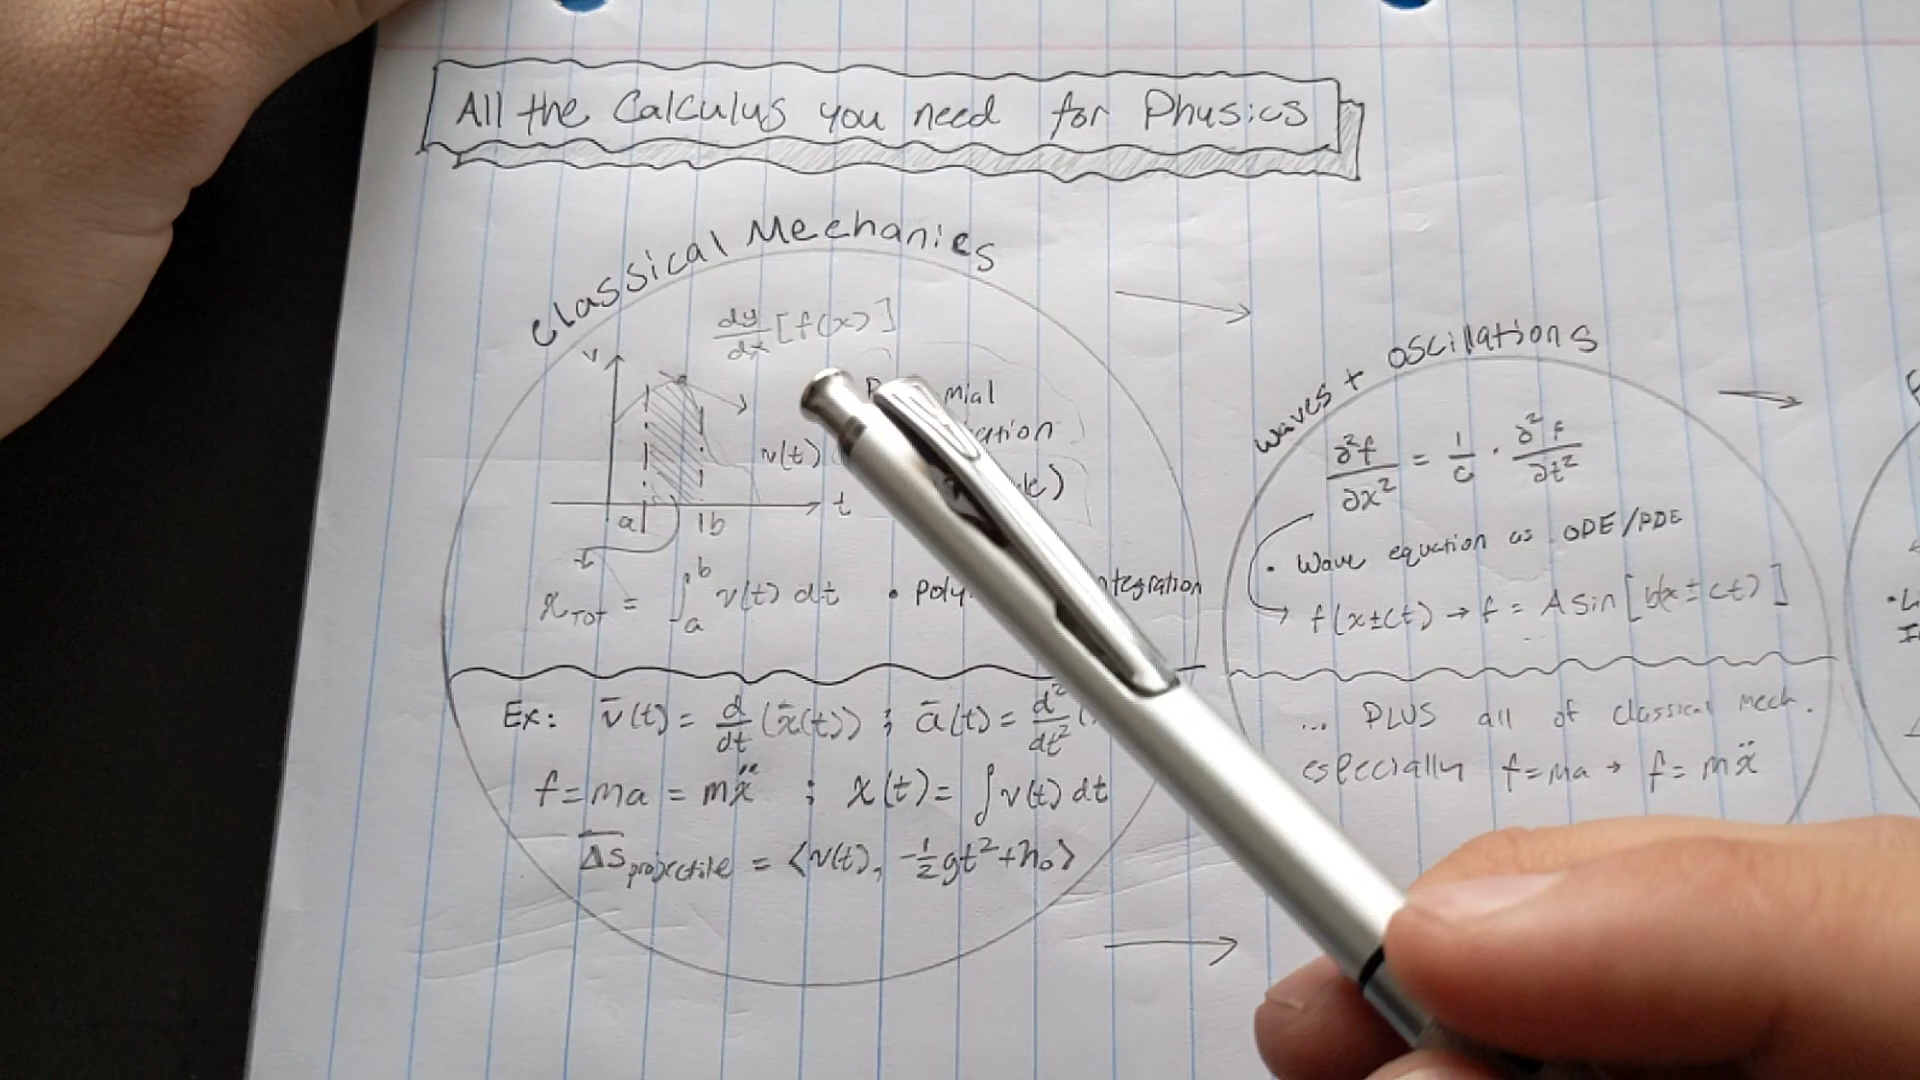 All the Calculus you need for Physics
Classical Mechanics
dy/dx [f(x)]
v
mial
v(t)
t
a b
x_TOT = ∫_a^b v(t) dt
Ex: v̄(t) = d/dt (x̄(t)) ; ā(t) = d²/dt² (
f=ma = mẍ ; x(t) = ∫v(t) dt
Δs_projectile = ⟨v(t), -½gt²+h₀⟩
Waves + Oscillations
∂²f/∂x² = 1/c · ∂²f/∂t²
• Wave equation as ODE/PDE
f(x±ct) → f = A sin [b(x±ct)]
... PLUS all of classical mech.
especially f=ma → f=mẍ